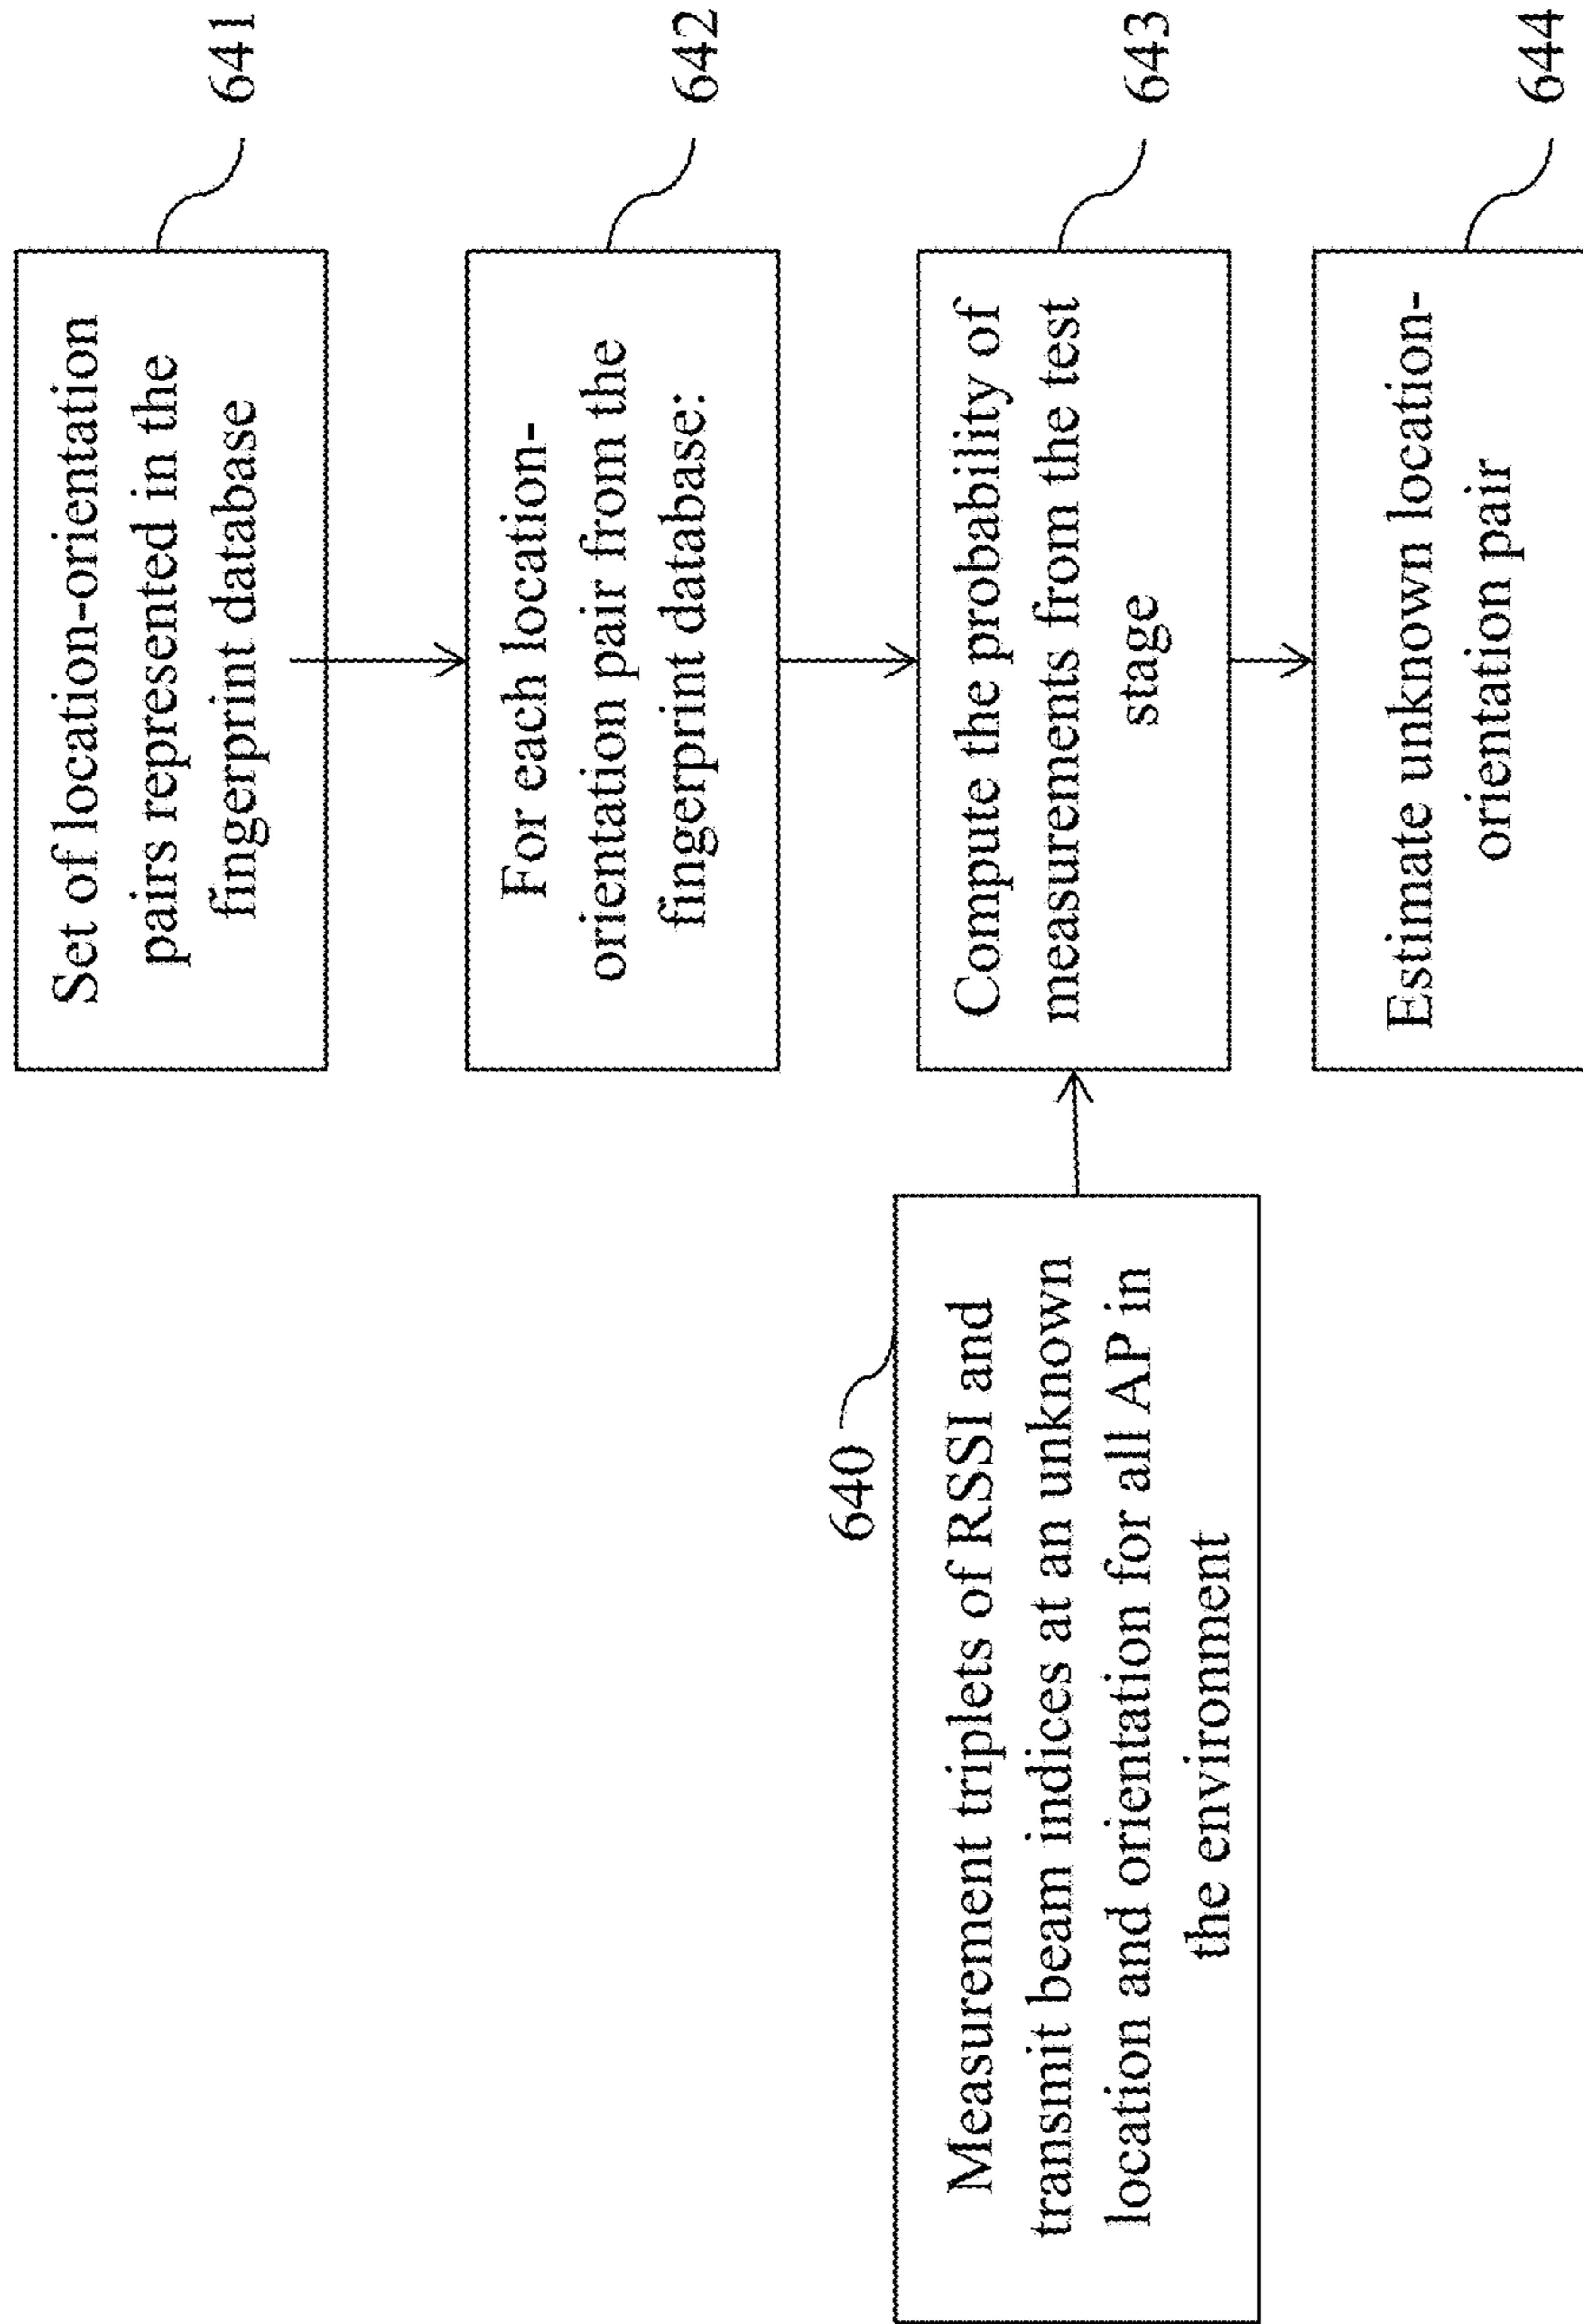 Set of location-orientation
pairs represented in the
fingerprint database
641
For each location-
orientation pair from the
fingerprint database:
642
640
Measurement triplets of RSSI and
transmit beam indices at an unknown
location and orientation for all AP in
the environment
Compute the probability of
measurements from the test
stage
643
Estimate unknown location-
orientation pair
644